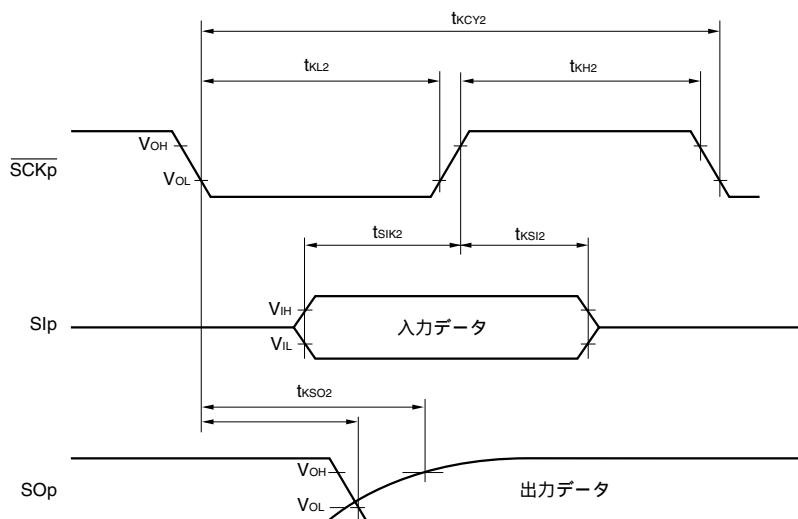 tKCY2
tKL2
tKH2
VOH
SCKp
VOL
tSIK2
tKSI2
VIH
SIp
入力データ
VIL
tKSO2
VOH
SOp
出力データ
VOL